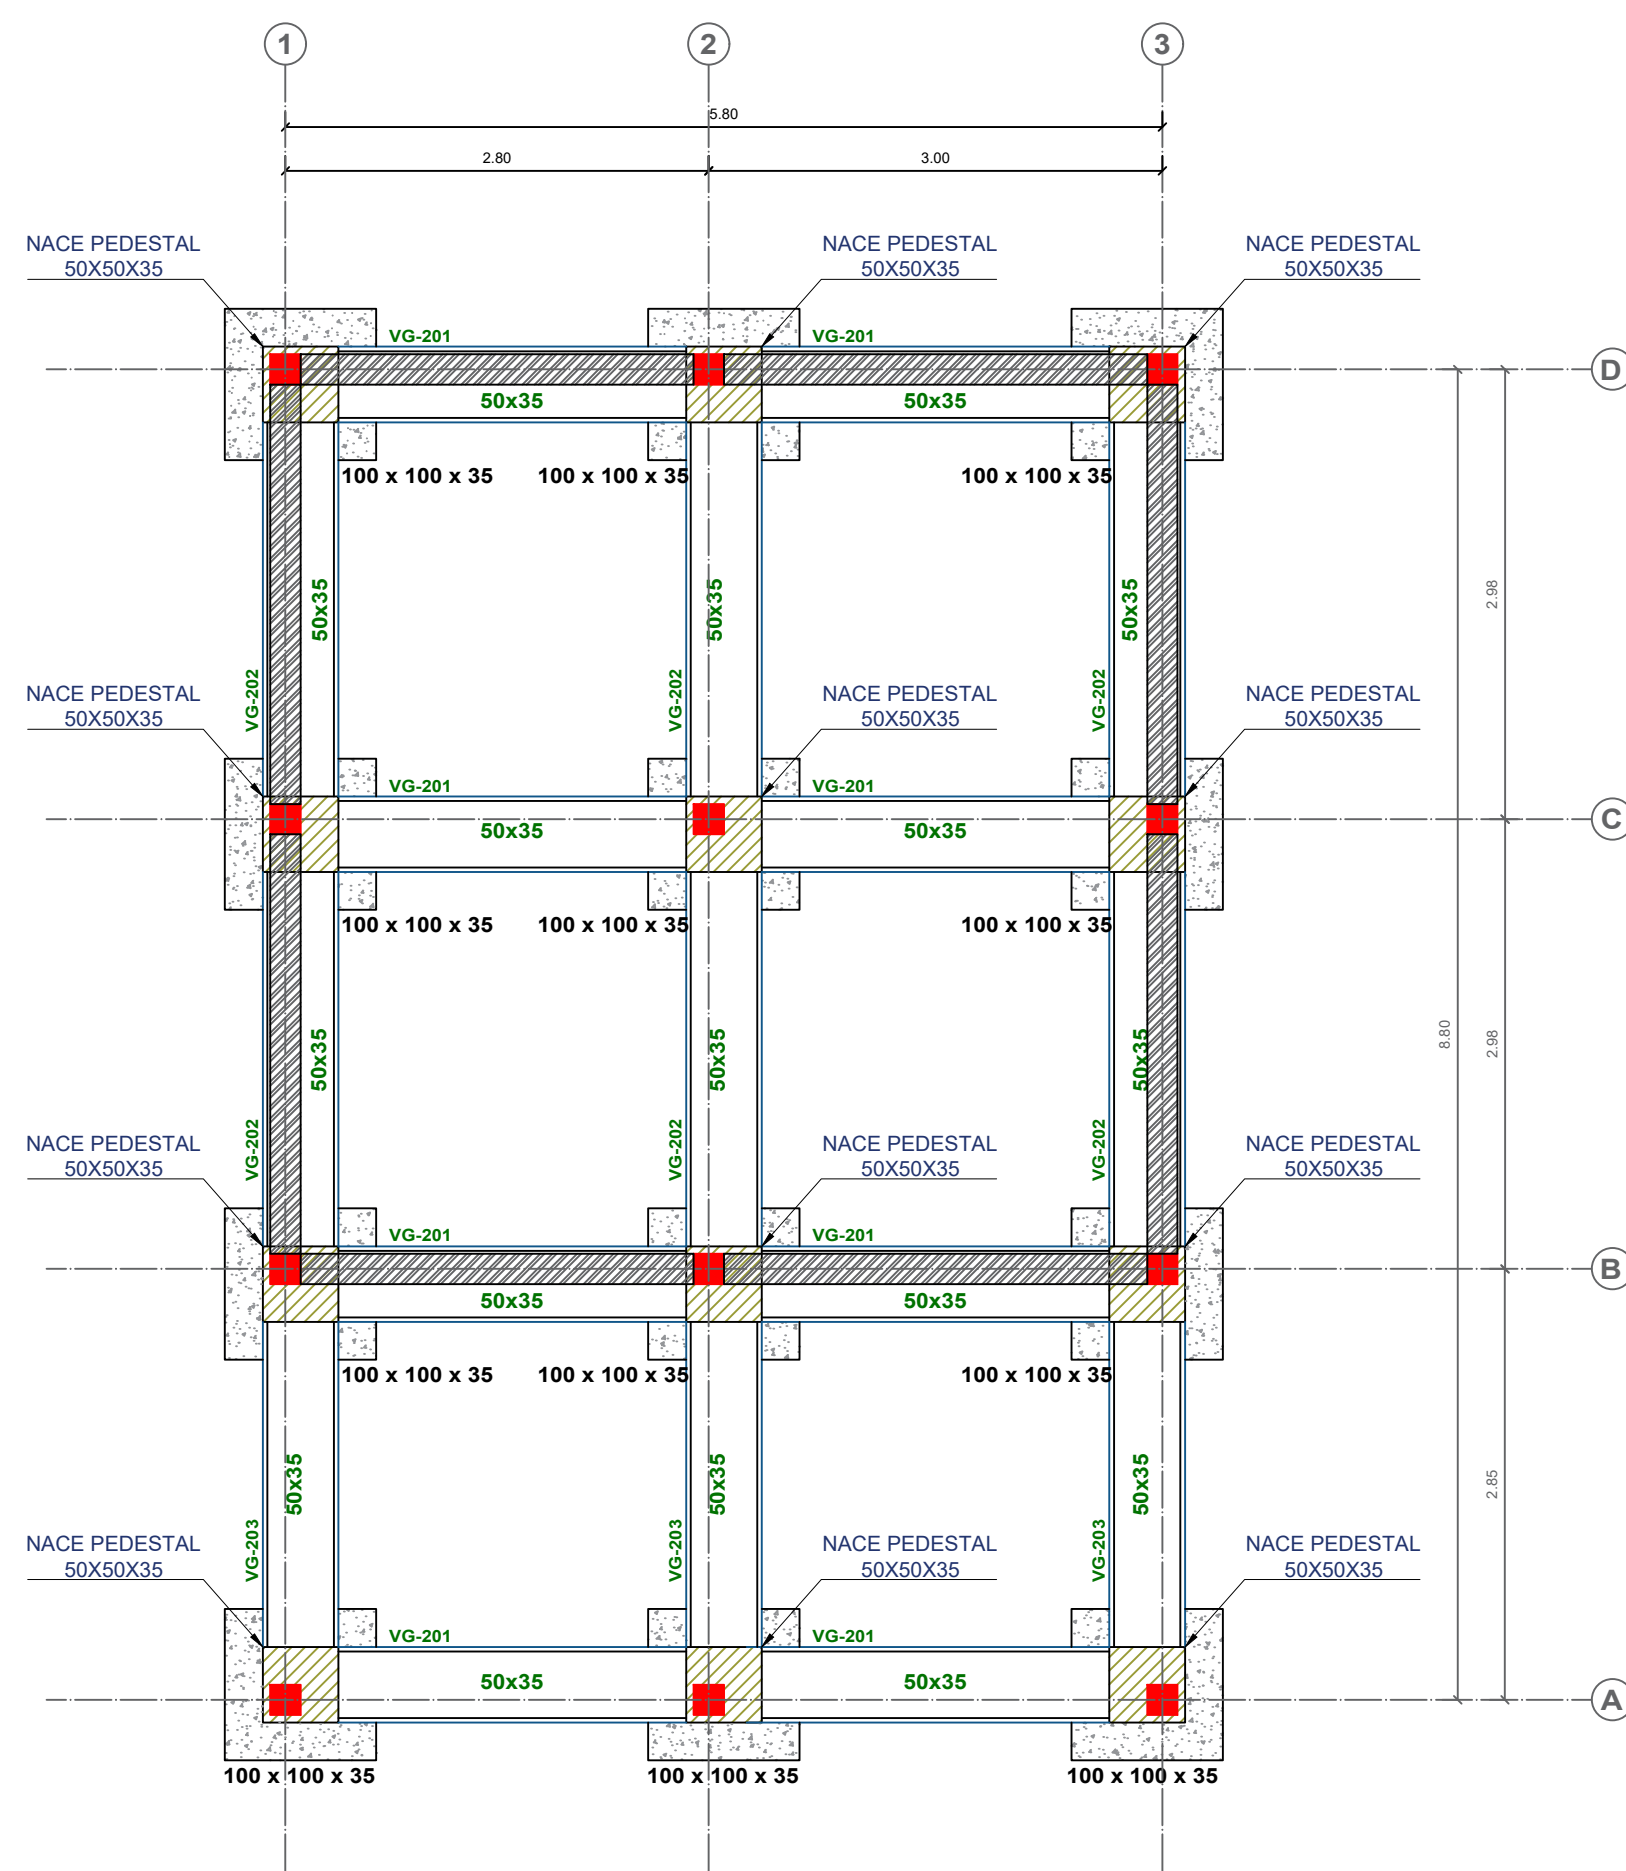 1 2 3
5.80
2.80 3.00
NACE PEDESTAL NACE PEDESTAL NACE PEDESTAL
50X50X35 50X50X35 50X50X35
VG-201 VG-201
D
50x35 50x35
100 x 100 x 35 100 x 100 x 35 100 x 100 x 35
50x35 50x35 50x35
2.98
VG-202 VG-202 VG-202
NACE PEDESTAL NACE PEDESTAL NACE PEDESTAL
50X50X35 50X50X35 50X50X35
VG-201 VG-201
C
50x35 50x35
100 x 100 x 35 100 x 100 x 35 100 x 100 x 35
50x35 50x35 50x35
8.80 2.98
VG-202 VG-202 VG-202
NACE PEDESTAL NACE PEDESTAL NACE PEDESTAL
50X50X35 50X50X35 50X50X35
VG-201 VG-201
B
50x35 50x35
100 x 100 x 35 100 x 100 x 35 100 x 100 x 35
50x35 50x35 50x35
2.85
VG-203 VG-203 VG-203
NACE PEDESTAL NACE PEDESTAL NACE PEDESTAL
50X50X35 50X50X35 50X50X35
VG-201 VG-201
50x35 50x35
A
100 x 100 x 35 100 x 100 x 35 100 x 100 x 35